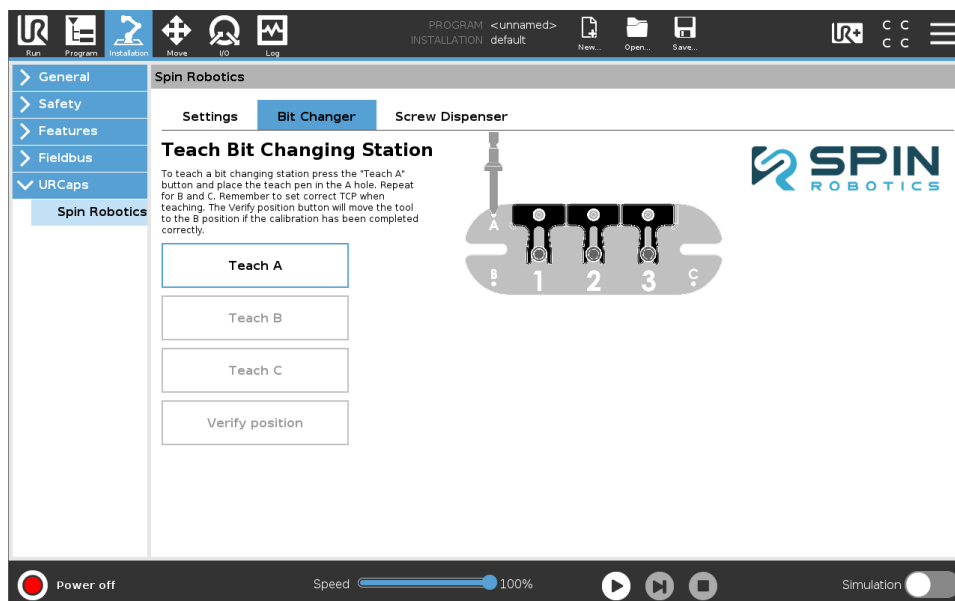 PROGRAM <unnamed>
INSTALLATION default
Run Program Installation Move I/O Log New... Open... Save...
UR UR+ C C
C C
General
Safety
Features
Fieldbus
URCaps
Spin Robotics
Spin Robotics
Settings Bit Changer Screw Dispenser
Teach Bit Changing Station
To teach a bit changing station press the "Teach A"
button and place the teach pen in the A hole. Repeat
for B and C. Remember to set correct TCP when
teaching. The Verify position button will move the tool
to the B position if the calibration has been completed
correctly.
Teach A
Teach B
Teach C
Verify position
A
B 1 2 3 C
SPIN
ROBOTICS
Power off
Speed 100%
Simulation